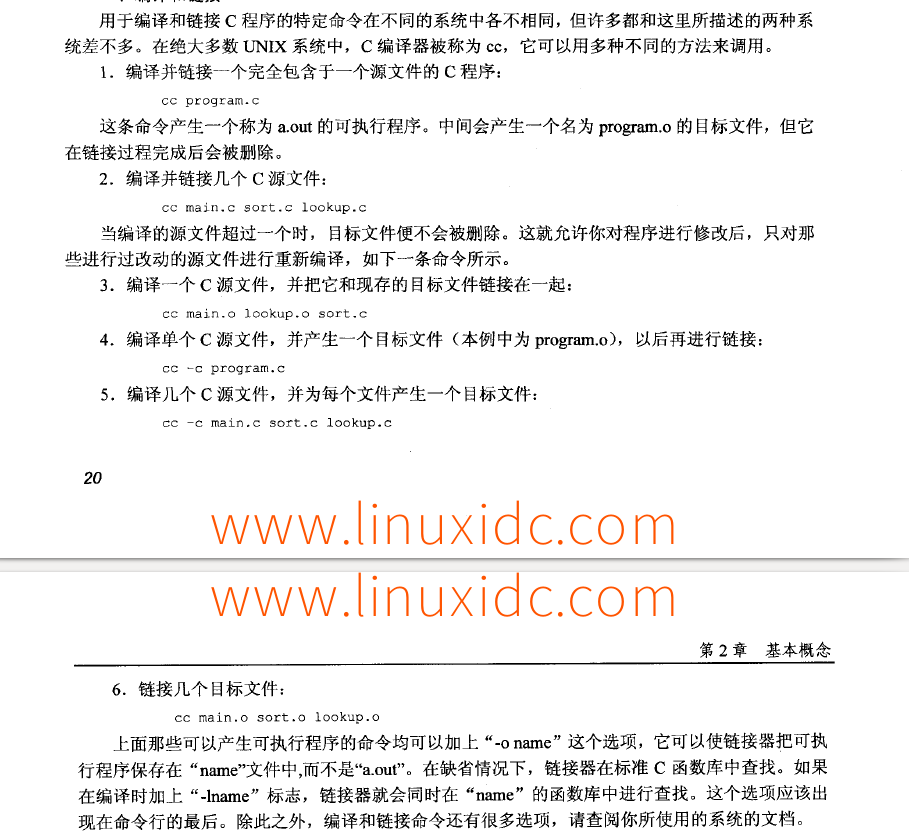 用于编译和链接 C 程序的特定命令在不同的系统中各不相同，但许多都和这里所描述的两种系
统差不多。在绝大多数 UNIX 系统中，C 编译器被称为 cc，它可以用多种不同的方法来调用。
1．编译并链接一个完全包含于一个源文件的 C 程序：
cc program.c
这条命令产生一个称为 a.out 的可执行程序。中间会产生一个名为 program.o 的目标文件，但它
在链接过程完成后会被删除。
2．编译并链接几个 C 源文件：
cc main.c sort.c lookup.c
当编译的源文件超过一个时，目标文件便不会被删除。这就允许你对程序进行修改后，只对那
些进行过改动的源文件进行重新编译，如下一条命令所示。
3．编译一个 C 源文件，并把它和现存的目标文件链接在一起：
cc main.o lookup.o sort.c
4．编译单个 C 源文件，并产生一个目标文件（本例中为 program.o），以后再进行链接：
cc -c program.c
5．编译几个 C 源文件，并为每个文件产生一个目标文件：
cc -c main.c sort.c lookup.c
20
www.linuxidc.com
www.linuxidc.com
第 2 章 基本概念
6．链接几个目标文件：
cc main.o sort.o lookup.o
上面那些可以产生可执行程序的命令均可以加上“-o name”这个选项，它可以使链接器把可执
行程序保存在“name”文件中,而不是“a.out”。在缺省情况下，链接器在标准 C 函数库中查找。如果
在编译时加上“-lname”标志，链接器就会同时在“name”的函数库中进行查找。这个选项应该出
现在命令行的最后。除此之外，编译和链接命令还有很多选项，请查阅你所使用的系统的文档。